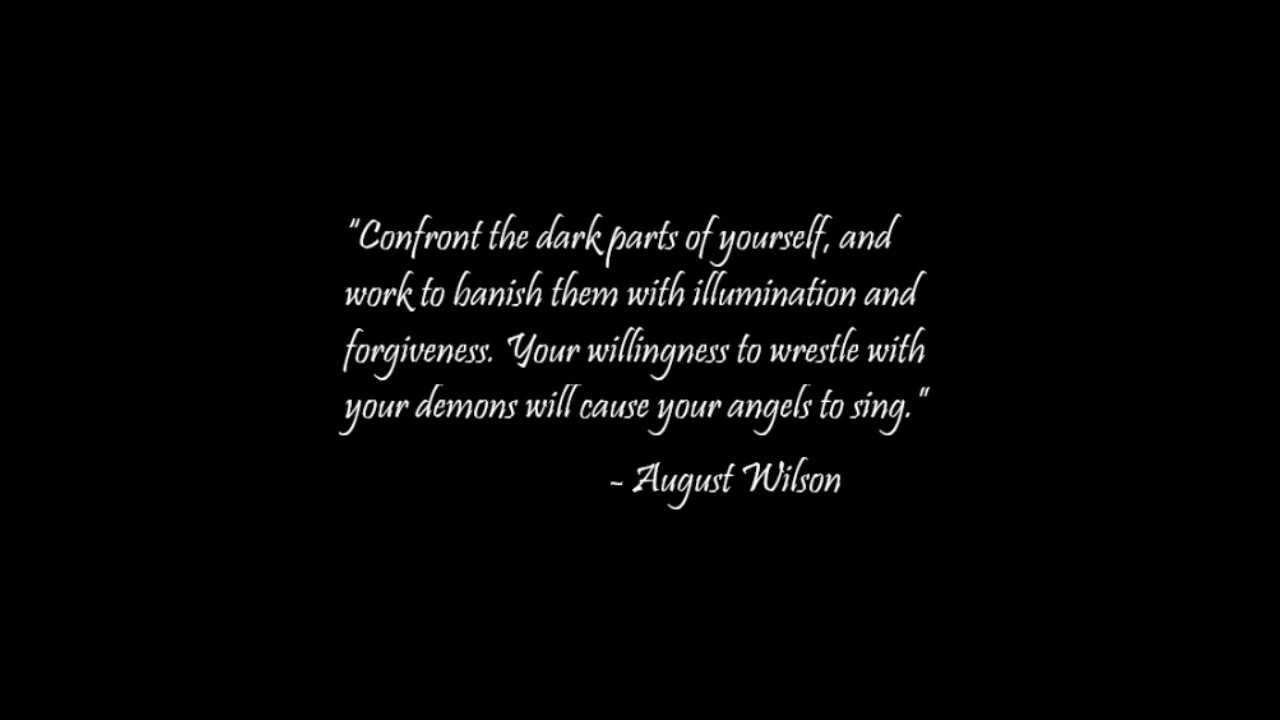 "Confront the dark parts of yourself, and
work to banish them with illumination and
forgiveness. Your willingness to wrestle with
your demons will cause your angels to sing."
~ August Wilson